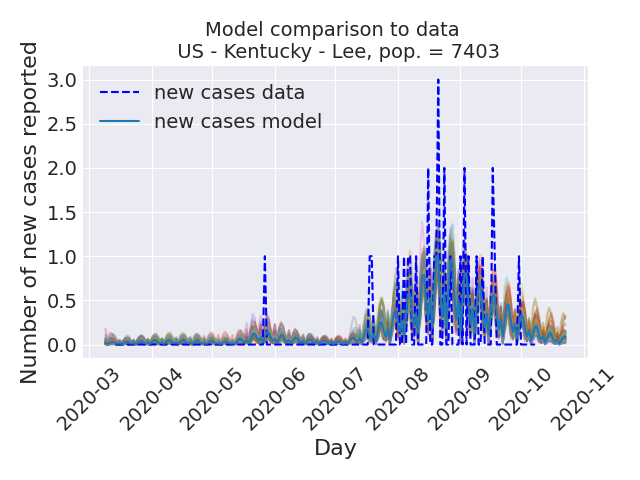 Model comparison to data
US - Kentucky - Lee, pop. = 7403
Number of new cases reported
3.0
2.5
2.0
1.5
1.0
0.5
0.0
new cases data
new cases model
2020-03
2020-04
2020-05
2020-06
2020-07
2020-08
2020-09
2020-10
2020-11
Day